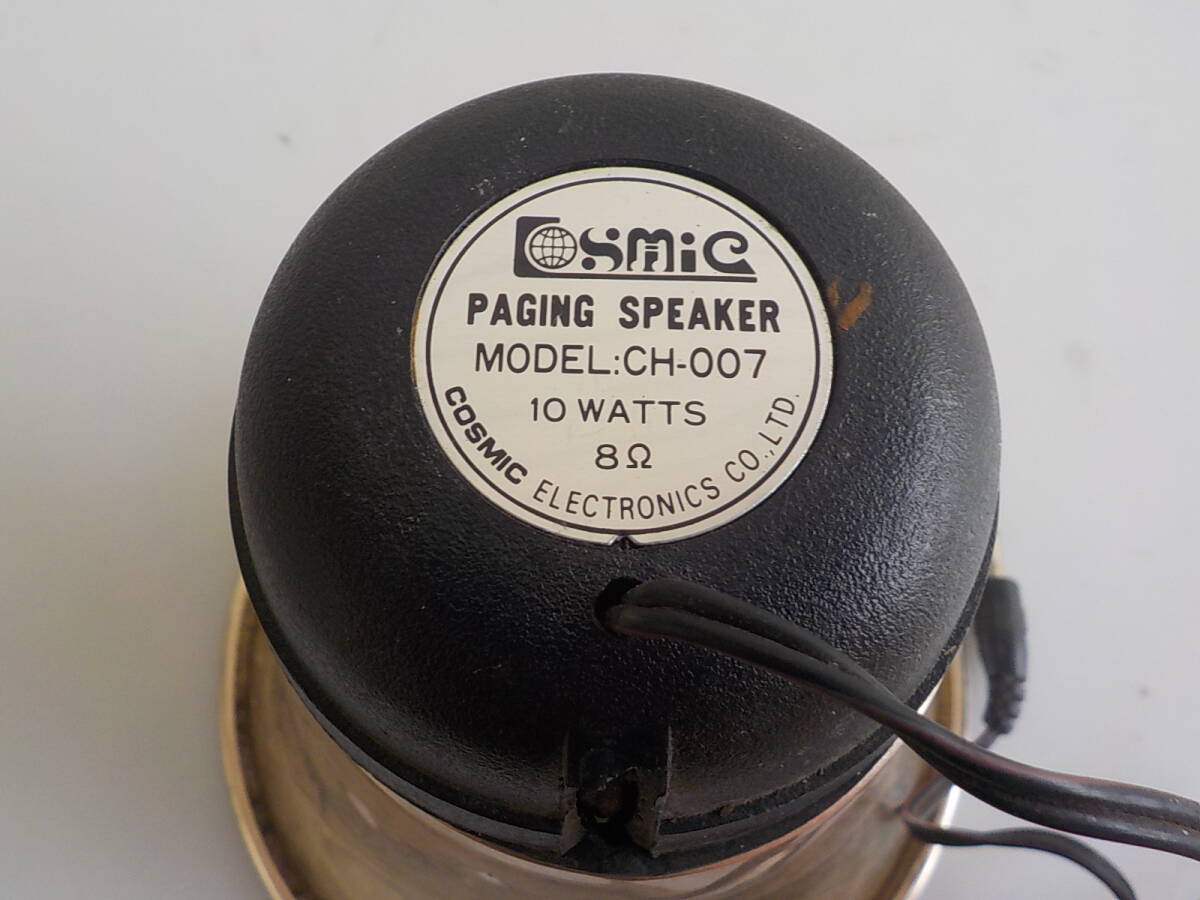 COSMiC
PAGING SPEAKER
MODEL:CH-007
10 WATTS
8Ω
COSMIC ELECTRONICS CO.,LTD.